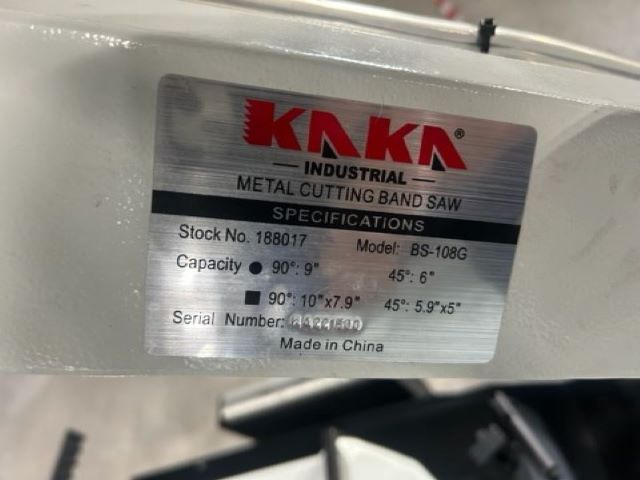 KAKA®
INDUSTRIAL
METAL CUTTING BAND SAW
SPECIFICATIONS
Stock No. 188017 Model: BS-108G
Capacity ● 90°: 9" 45°: 6"
■ 90°: 10"x7.9" 45°: 5.9"x5"
Serial Number:
Made in China